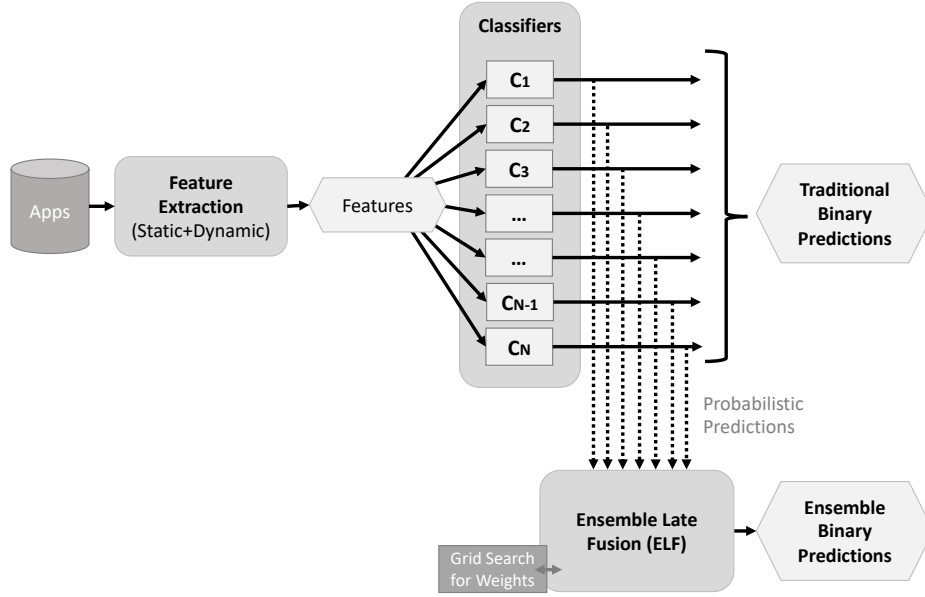 Classifiers
C1
C2
C3
...
...
CN-1
CN
Apps
Feature
Extraction
(Static+Dynamic)
Features
Traditional
Binary
Predictions
Probabilistic
Predictions
Ensemble Late
Fusion (ELF)
Grid Search
for Weights
Ensemble
Binary
Predictions